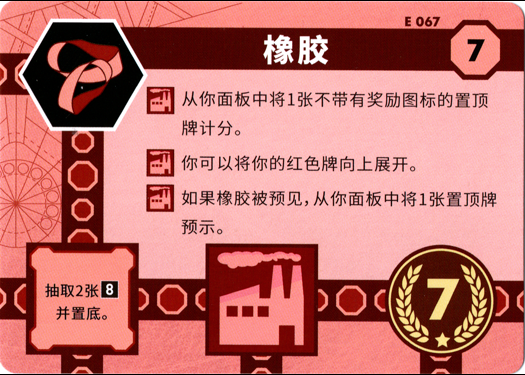 E 067
橡胶
7
从你面板中将1张不带有奖励图标的置顶
牌计分。
你可以将你的红色牌向上展开。
如果橡胶被预见，从你面板中将1张置顶牌
预示。
抽取2张8
并置底。
7